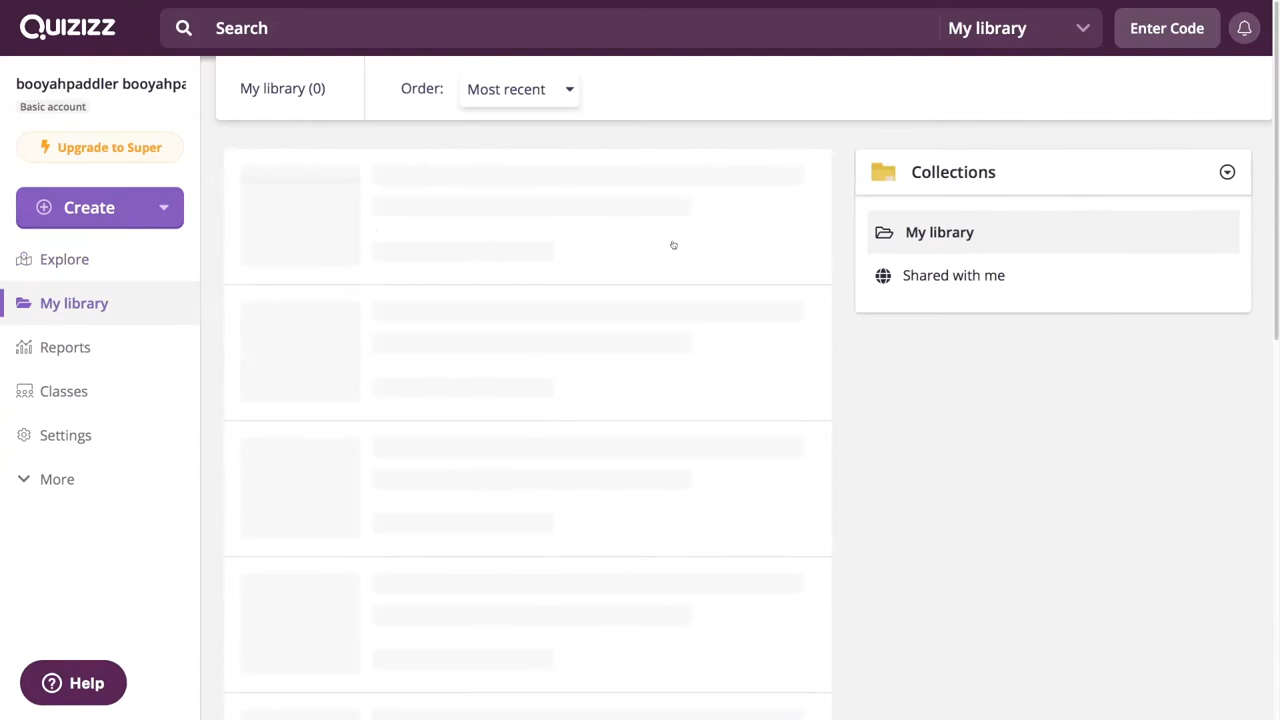 Quizizz
Search
My library
Enter Code
booyahpaddler booyahpa
Basic account
Upgrade to Super
Create
Explore
My library
Reports
Classes
Settings
More
Help
My library (0)
Order:
Most recent
Collections
My library
Shared with me